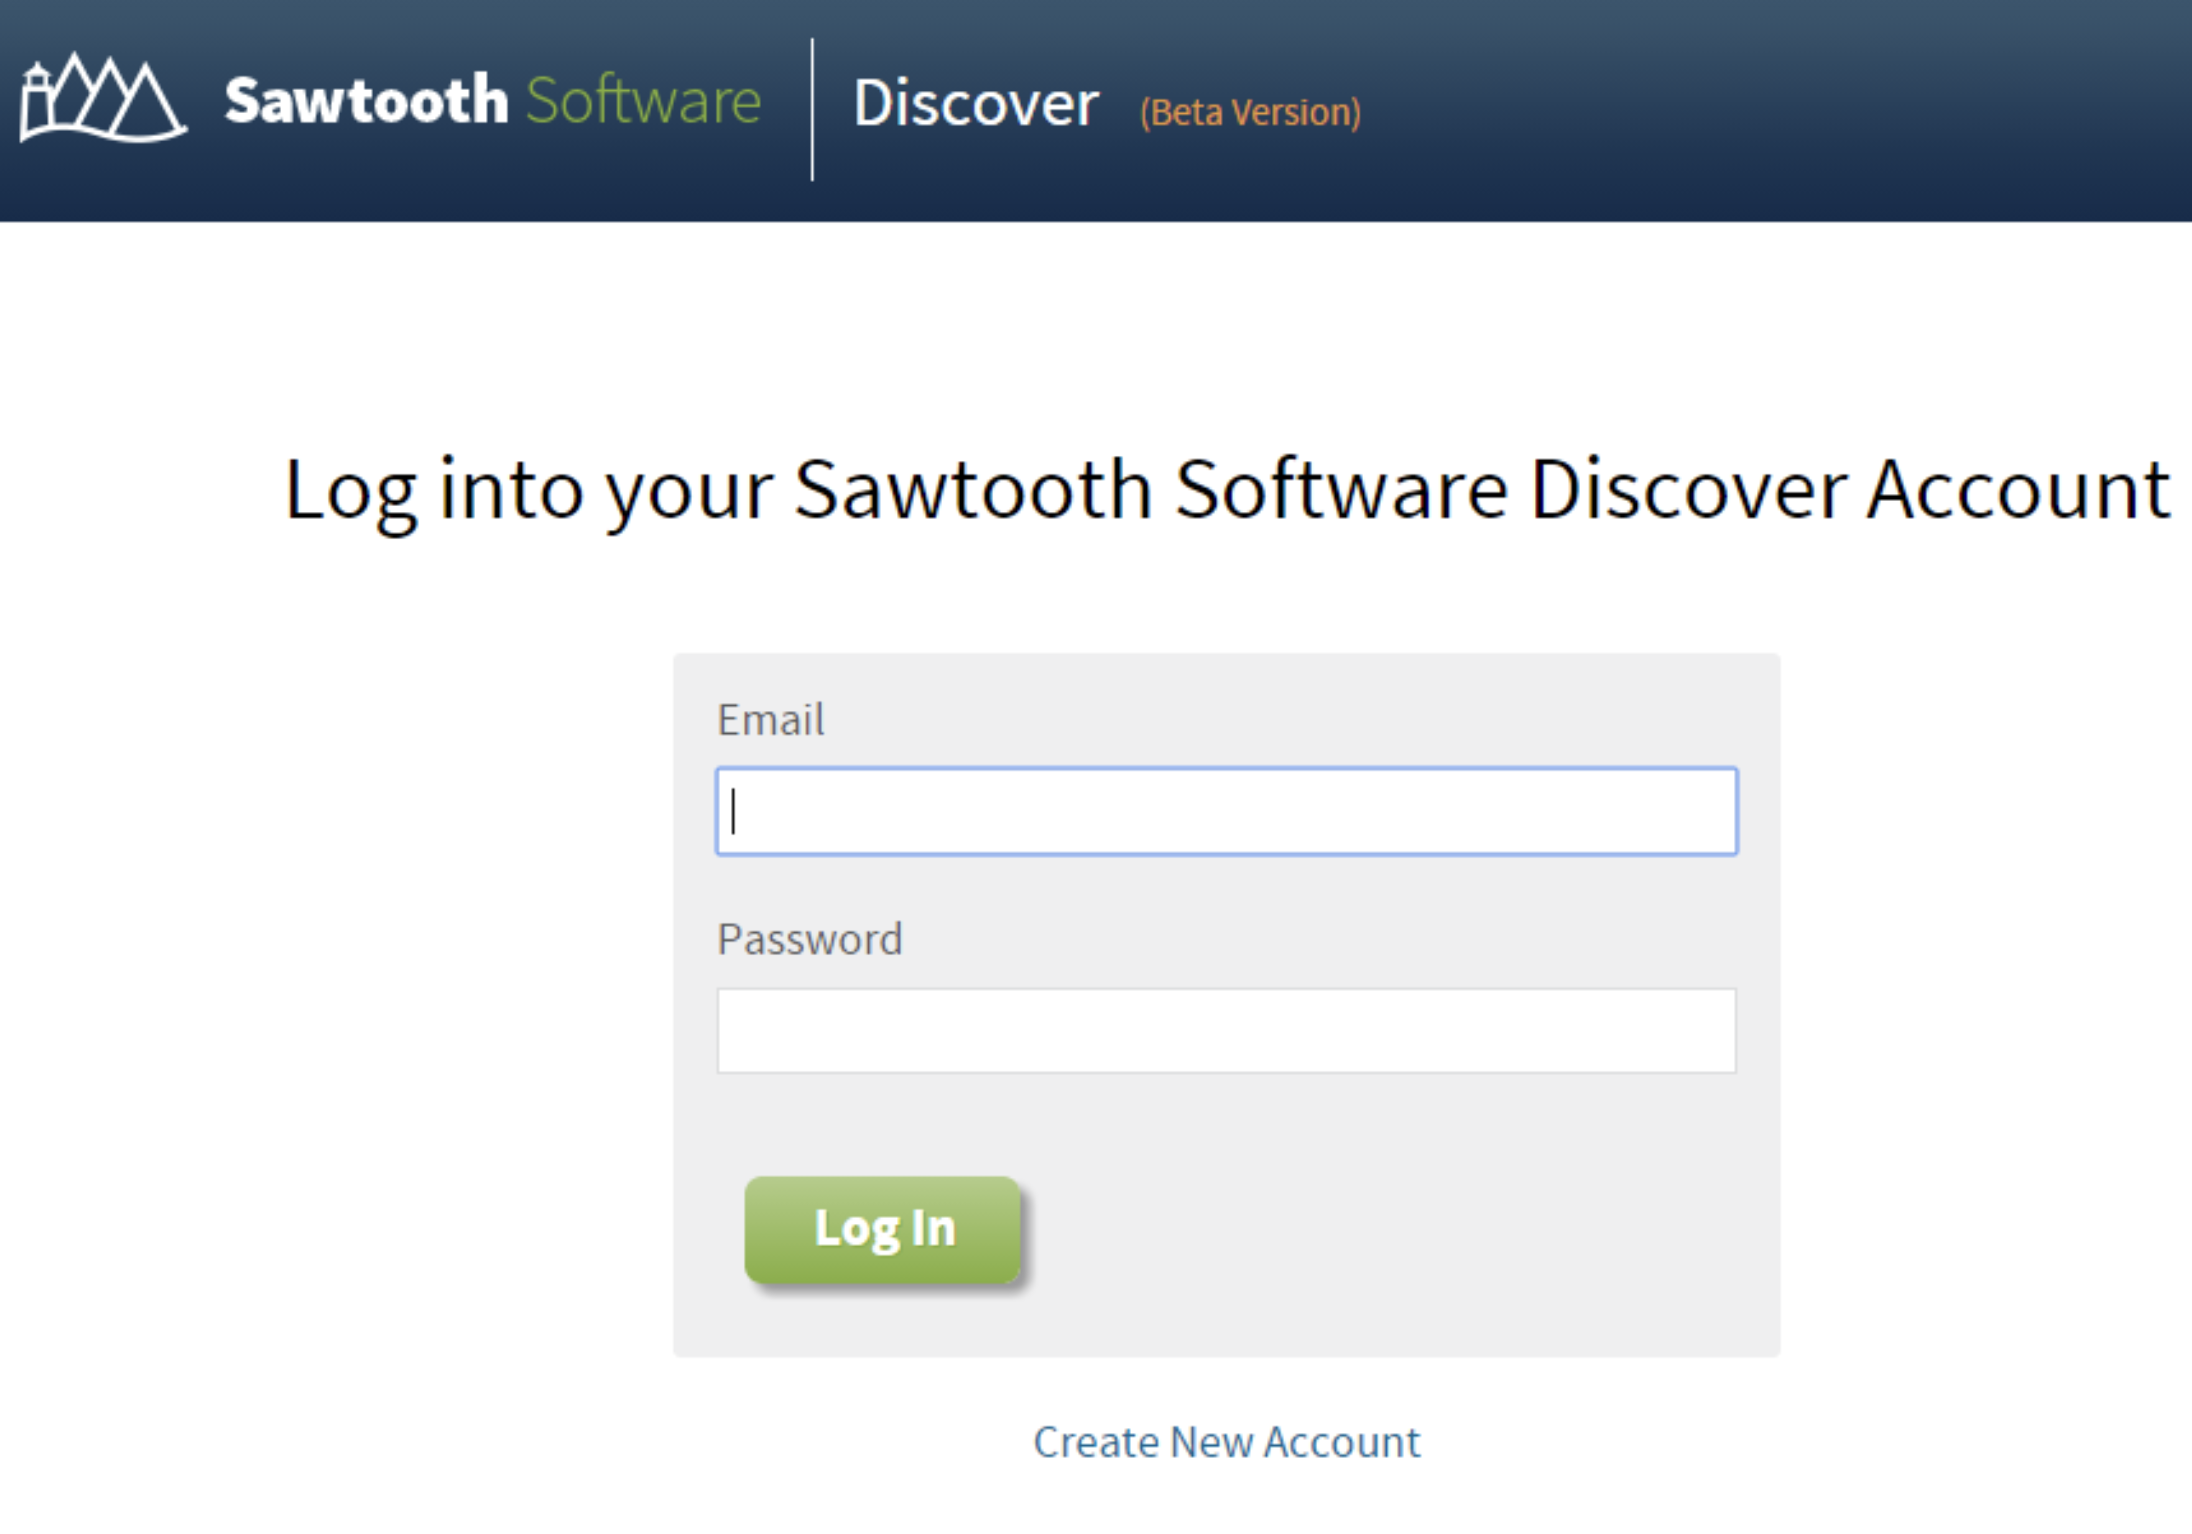 Sawtooth Software Discover (Beta Version)
Log into your Sawtooth Software Discover Account
Email
Password
Log In
Create New Account